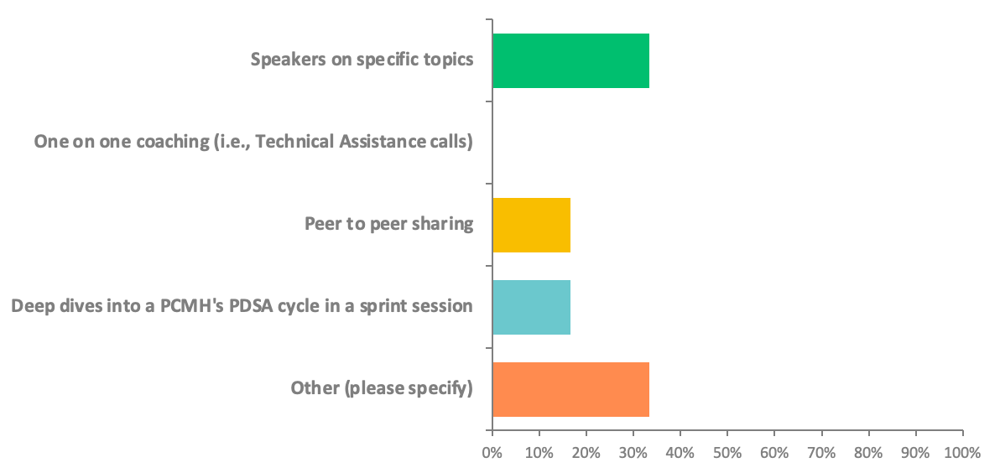 Speakers on specific topics
One on one coaching (i.e., Technical Assistance calls)
Peer to peer sharing
Deep dives into a PCMH's PDSA cycle in a sprint session
Other (please specify)
0% 10% 20% 30% 40% 50% 60% 70% 80% 90% 100%